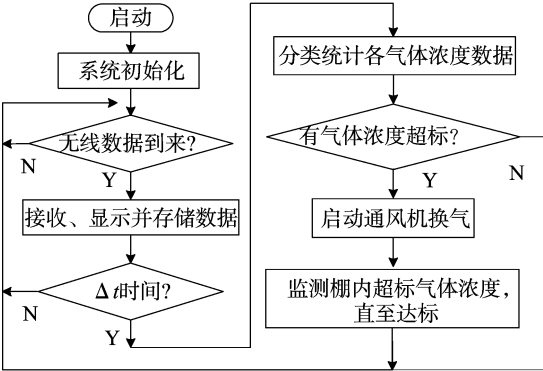 启动
系统初始化
无线数据到来?
N
Y
接收、显示并存储数据
Δt时间?
N
Y
分类统计各气体浓度数据
有气体浓度超标?
Y
N
启动通风机换气
监测棚内超标气体浓度,
直至达标